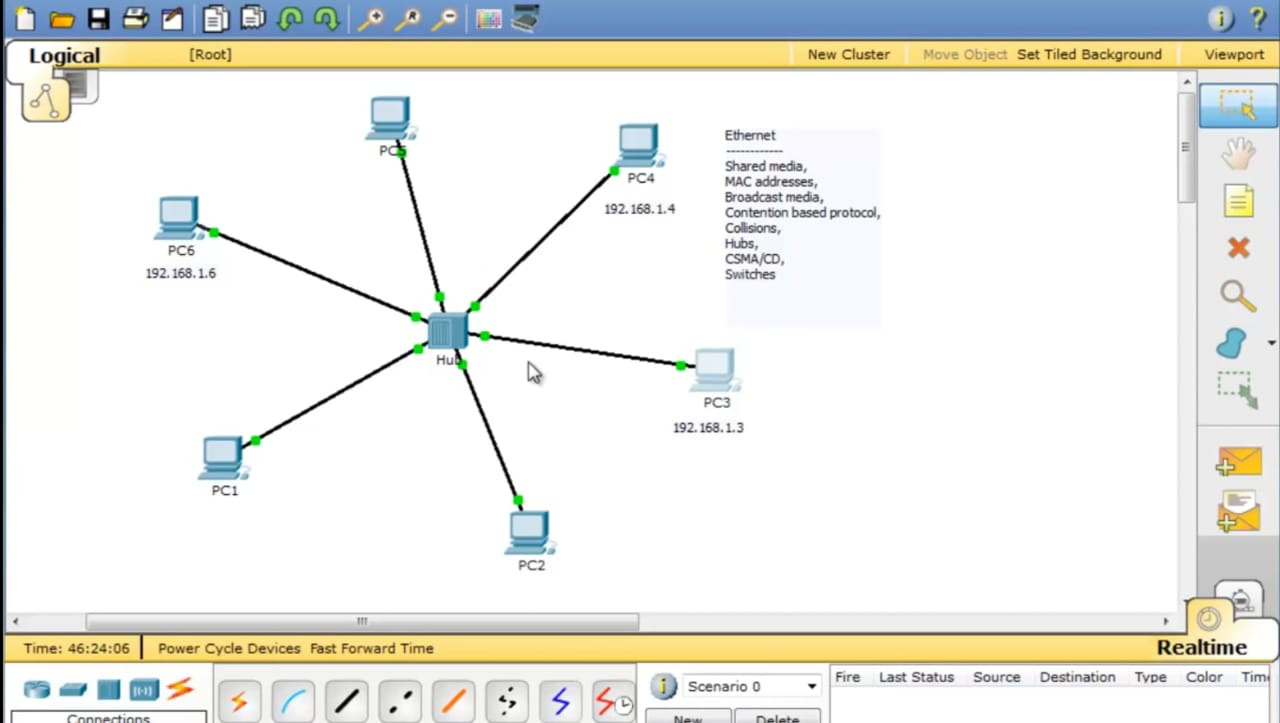 Logical
[Root]
New Cluster
Move Object
Set Tiled Background
Viewport
PC5
PC4
192.168.1.4
Ethernet
------------
Shared media,
MAC addresses,
Broadcast media,
Contention based protocol,
Collisions,
Hubs,
CSMA/CD,
Switches
PC6
192.168.1.6
Hub
PC3
192.168.1.3
PC1
PC2
Realtime
Time: 46:24:06
Power Cycle Devices
Fast Forward Time
Connections
Scenario 0
New
Delete
Fire
Last Status
Source
Destination
Type
Color